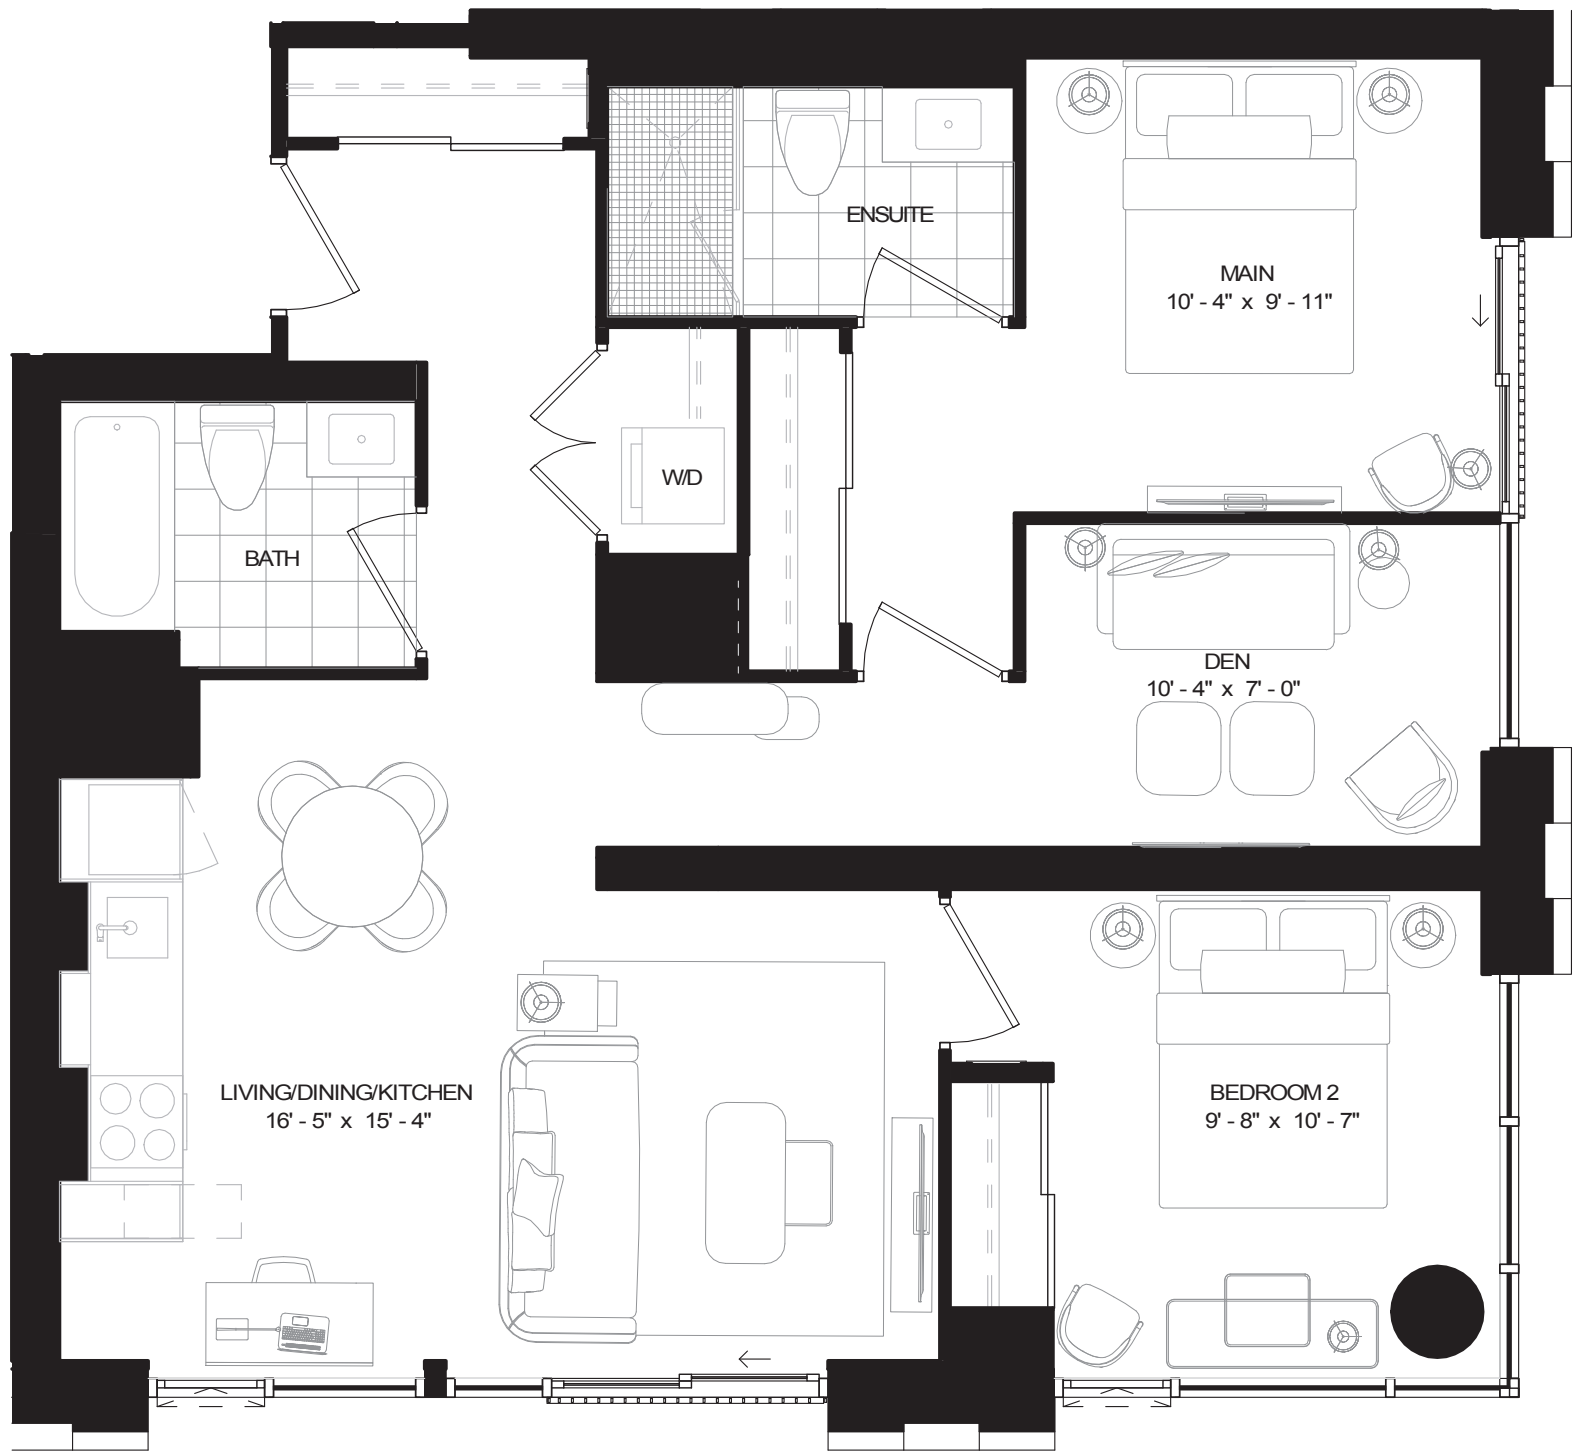 ENSUITE
MAIN
10' - 4" x 9' - 11"
W/D
BATH
DEN
10' - 4" x 7' - 0"
LIVING/DINING/KITCHEN
16' - 5" x 15' - 4"
BEDROOM 2
9' - 8" x 10' - 7"